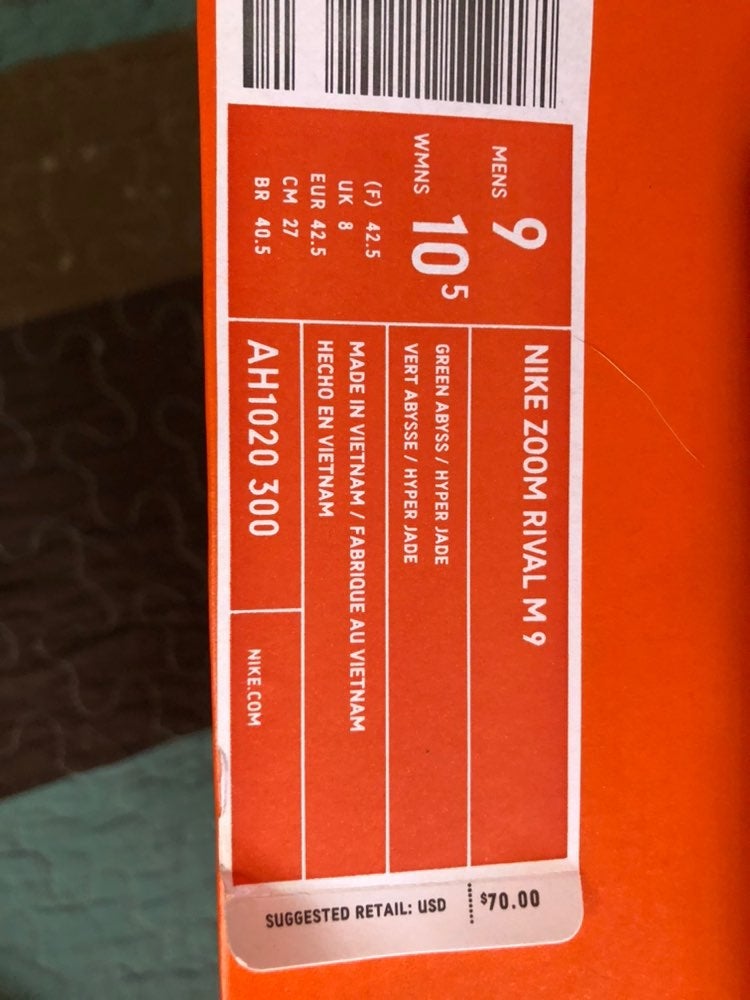 MENS 9
WMNS 10 5
(F) 42.5
UK 8
EUR 42.5
CM 27
BR 40.5
NIKE ZOOM RIVAL M 9
GREEN ABYSS / HYPER JADE
VERT ABYSSE / HYPER JADE
MADE IN VIETNAM / FABRIQUE AU VIETNAM
HECHO EN VIETNAM
AH1020 300
NIKE.COM
$70.00
SUGGESTED RETAIL: USD